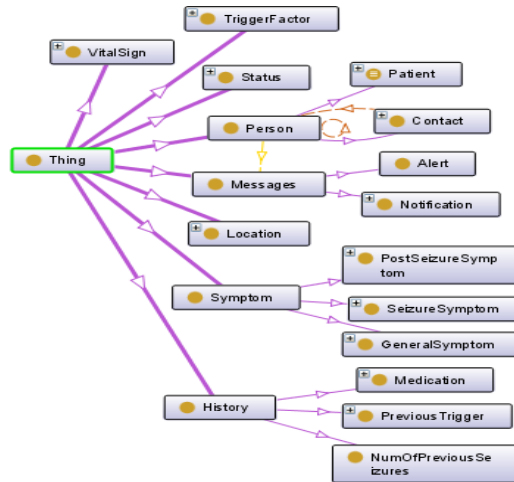 TriggerFactor
VitalSign
Status
Patient
Person
Contact
Thing
Alert
Messages
Notification
Location
PostSeizureSymp
tom
Symptom
SeizureSymptom
GeneralSymptom
Medication
History
PreviousTrigger
NumOfPreviousSe
izures